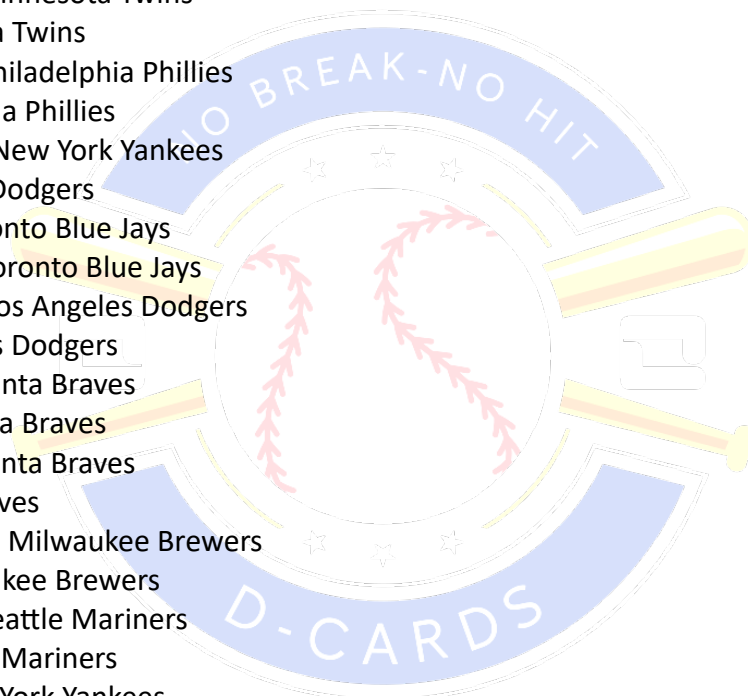 innesota Twins
a Twins
hiladelphia Phillies
a Phillies
New York Yankees
Dodgers
onto Blue Jays
oronto Blue Jays
os Angeles Dodgers
s Dodgers
nta Braves
a Braves
nta Braves
ves
Milwaukee Brewers
kee Brewers
eattle Mariners
Mariners
York Yankees
NO BREAK-NO HIT
D-CARDS